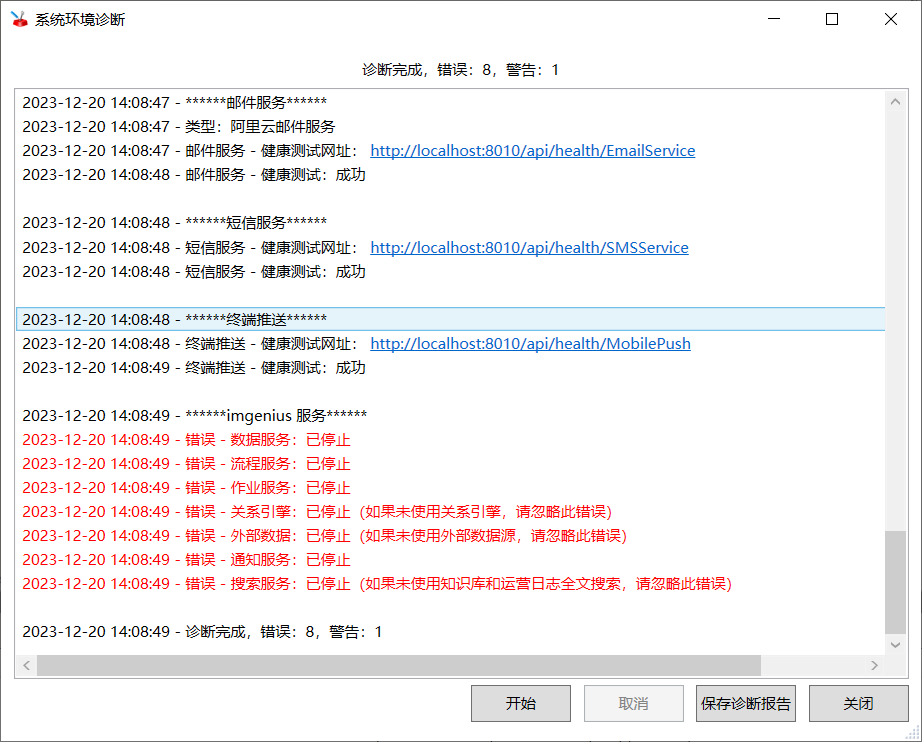 系统环境诊断
诊断完成，错误：8，警告：1
2023-12-20 14:08:47 - ******邮件服务******
2023-12-20 14:08:47 - 类型：阿里云邮件服务
2023-12-20 14:08:47 - 邮件服务 - 健康测试网址： http://localhost:8010/api/health/EmailService
2023-12-20 14:08:48 - 邮件服务 - 健康测试：成功
2023-12-20 14:08:48 - ******短信服务******
2023-12-20 14:08:48 - 短信服务 - 健康测试网址： http://localhost:8010/api/health/SMSService
2023-12-20 14:08:48 - 短信服务 - 健康测试：成功
2023-12-20 14:08:48 - ******终端推送******
2023-12-20 14:08:48 - 终端推送 - 健康测试网址： http://localhost:8010/api/health/MobilePush
2023-12-20 14:08:49 - 终端推送 - 健康测试：成功
2023-12-20 14:08:49 - ******imgenius 服务******
2023-12-20 14:08:49 - 错误 - 数据服务：已停止
2023-12-20 14:08:49 - 错误 - 流程服务：已停止
2023-12-20 14:08:49 - 错误 - 作业服务：已停止
2023-12-20 14:08:49 - 错误 - 关系引擎：已停止（如果未使用关系引擎，请忽略此错误）
2023-12-20 14:08:49 - 错误 - 外部数据：已停止（如果未使用外部数据源，请忽略此错误）
2023-12-20 14:08:49 - 错误 - 通知服务：已停止
2023-12-20 14:08:49 - 错误 - 搜索服务：已停止（如果未使用知识库和运营日志全文搜索，请忽略此错误）
2023-12-20 14:08:49 - 诊断完成，错误：8，警告：1
开始 取消 保存诊断报告 关闭